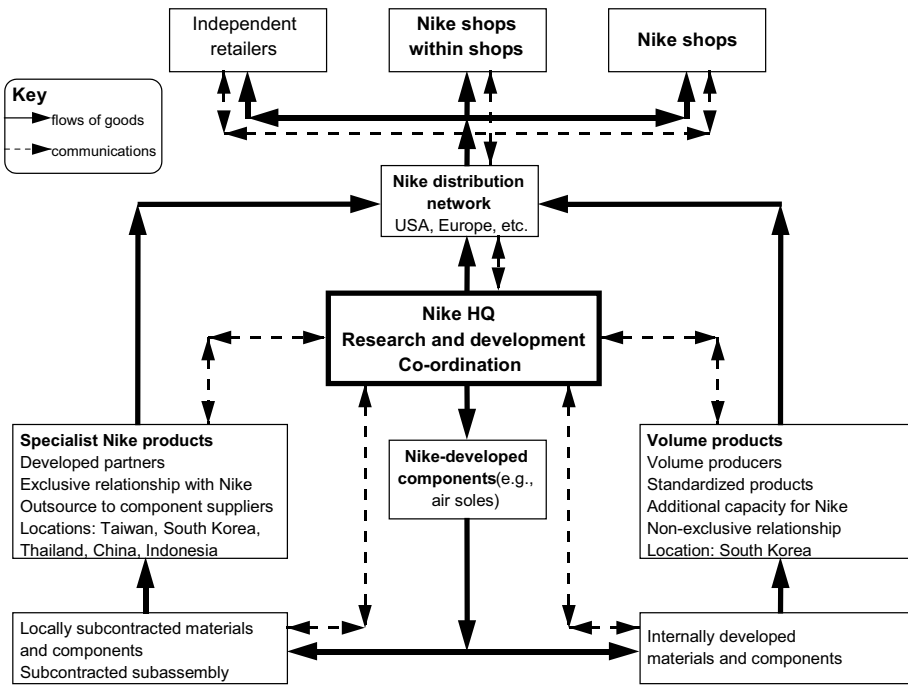 Independent
retailers
Nike shops
within shops
Nike shops
Key
flows of goods
communications
Nike distribution
network
USA, Europe, etc.
Nike HQ
Research and development
Co-ordination
Specialist Nike products
Developed partners
Exclusive relationship with Nike
Outsource to component suppliers
Locations: Taiwan, South Korea,
Thailand, China, Indonesia
Nike-developed
components(e.g.,
air soles)
Volume products
Volume producers
Standardized products
Additional capacity for Nike
Non-exclusive relationship
Location: South Korea
Locally subcontracted materials
and components
Subcontracted subassembly
Internally developed
materials and components